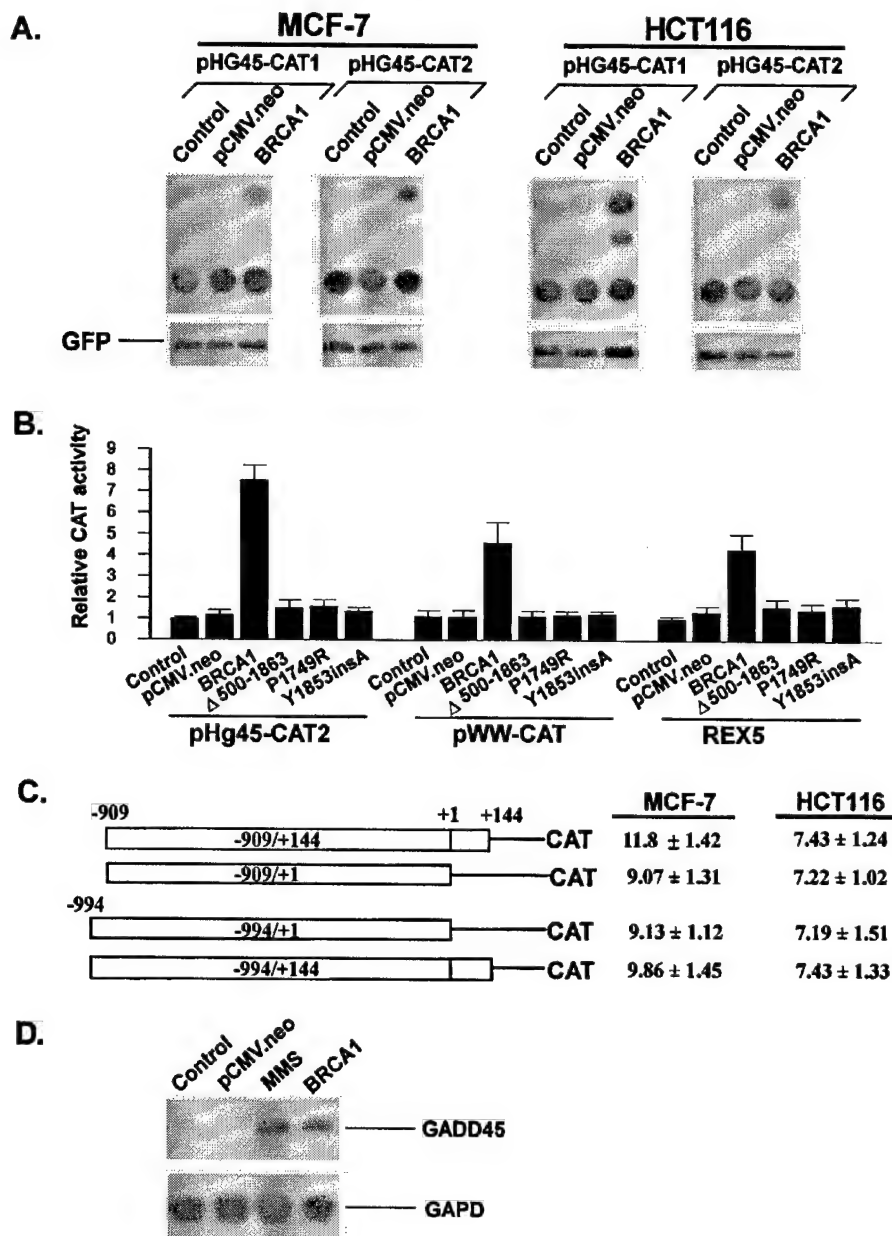 A.
MCF-7
HCT116
pHG45-CAT1 pHG45-CAT2 pHG45-CAT1 pHG45-CAT2
Control pCMV.neo BRCA1 Control pCMV.neo BRCA1 Control pCMV.neo BRCA1 Control pCMV.neo BRCA1
GFP
B.
Relative CAT activity
9
8
7
6
5
4
3
2
1
0
Control pCMV.neo BRCA1 Δ500-1863 P1749R Y1853insA Control pCMV.neo BRCA1 Δ500-1863 P1749R Y1853insA Control pCMV.neo BRCA1 Δ500-1863 P1749R Y1853insA
pHg45-CAT2 pWW-CAT REX5
C.
MCF-7 HCT116
-909 +1 +144
-909/+144 CAT 11.8 ± 1.42 7.43 ± 1.24
-909/+1 CAT 9.07 ± 1.31 7.22 ± 1.02
-994
-994/+1 CAT 9.13 ± 1.12 7.19 ± 1.51
-994/+144 CAT 9.86 ± 1.45 7.43 ± 1.33
D.
Control pCMV.neo MMS BRCA1
GADD45
GAPD